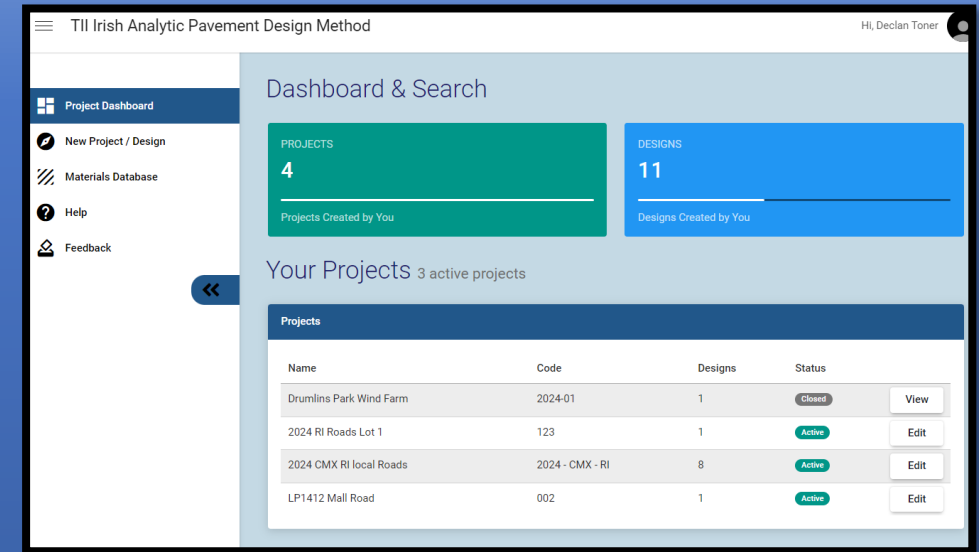 TII Irish Analytic Pavement Design Method
Hi, Declan Toner
Project Dashboard
New Project / Design
Materials Database
Help
Feedback
Dashboard & Search
PROJECTS
4
Projects Created by You
DESIGNS
11
Designs Created by You
Your Projects 3 active projects
Projects
Name Code Designs Status
Drumlins Park Wind Farm 2024-01 1 Closed View
2024 RI Roads Lot 1 123 1 Active Edit
2024 CMX RI local Roads 2024 - CMX - RI 8 Active Edit
LP1412 Mall Road 002 1 Active Edit